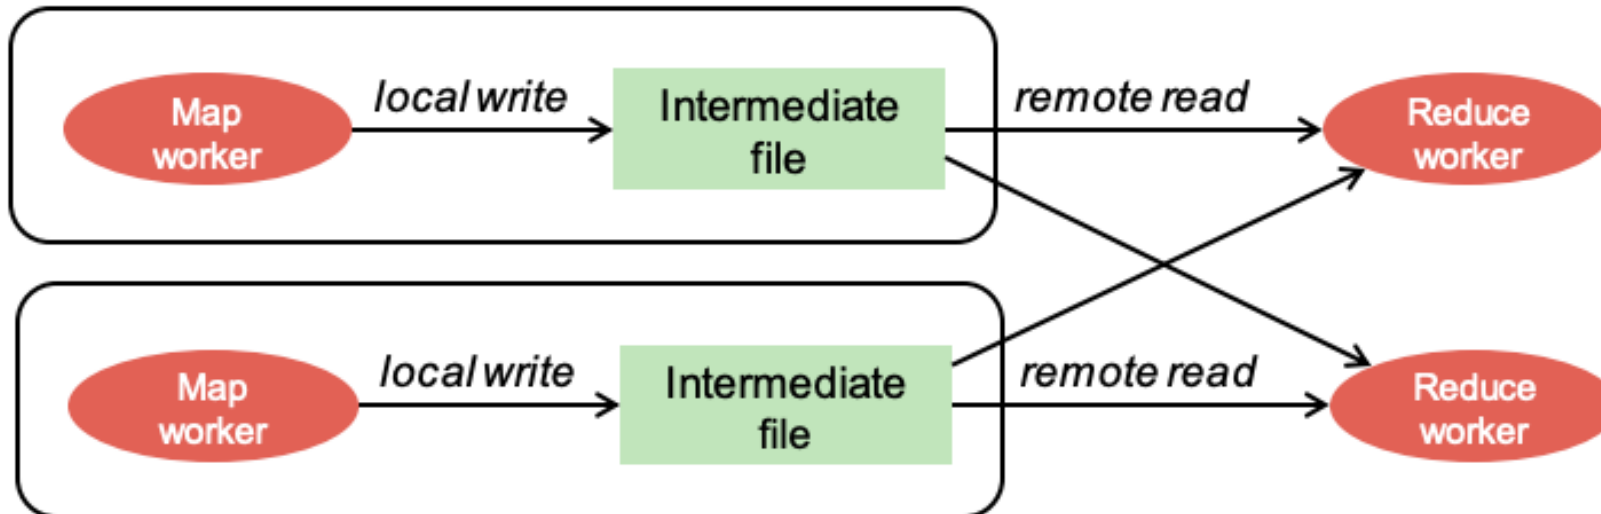 Map
worker
local write
Intermediate
file
remote read
Reduce
worker
Map
worker
local write
Intermediate
file
remote read
Reduce
worker